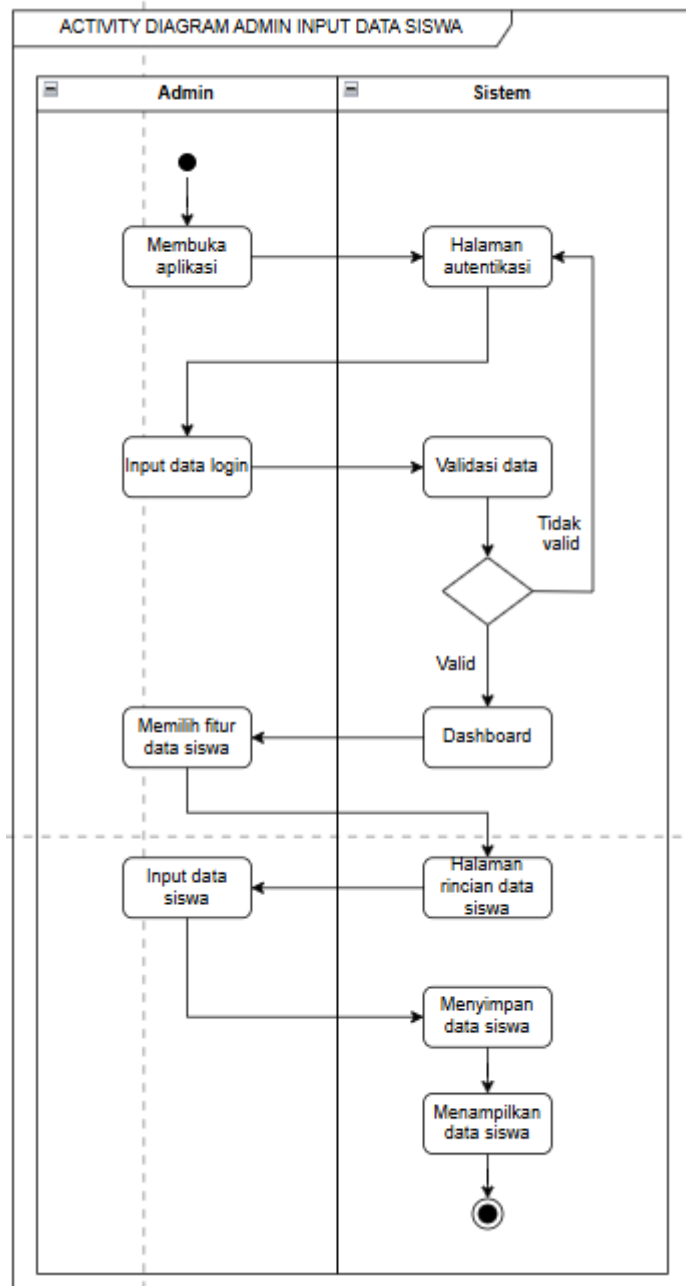 ACTIVITY DIAGRAM ADMIN INPUT DATA SISWA
Admin
Sistem
Membuka
aplikasi
Halaman
autentikasi
Input data login
Validasi data
Tidak
valid
Valid
Memilih fitur
data siswa
Dashboard
Input data
siswa
Halaman
rincian data
siswa
Menyimpan
data siswa
Menampilkan
data siswa